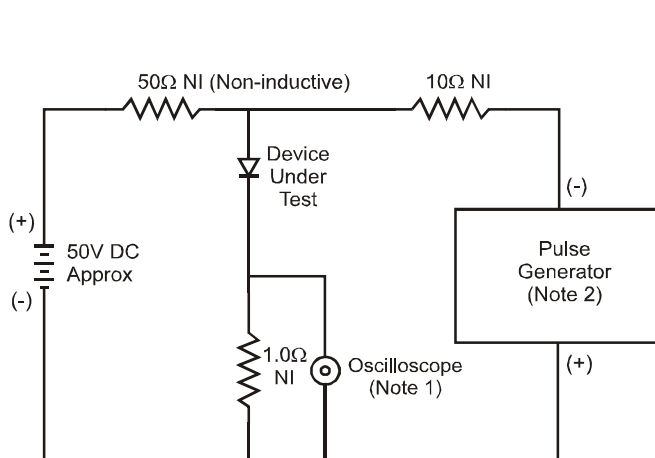 50Ω NI (Non-inductive)
10Ω NI
Device
Under
Test
(-)
(+)
50V DC
Approx
(-)
Pulse
Generator
(Note 2)
1.0Ω
NI
Oscilloscope
(Note 1)
(+)